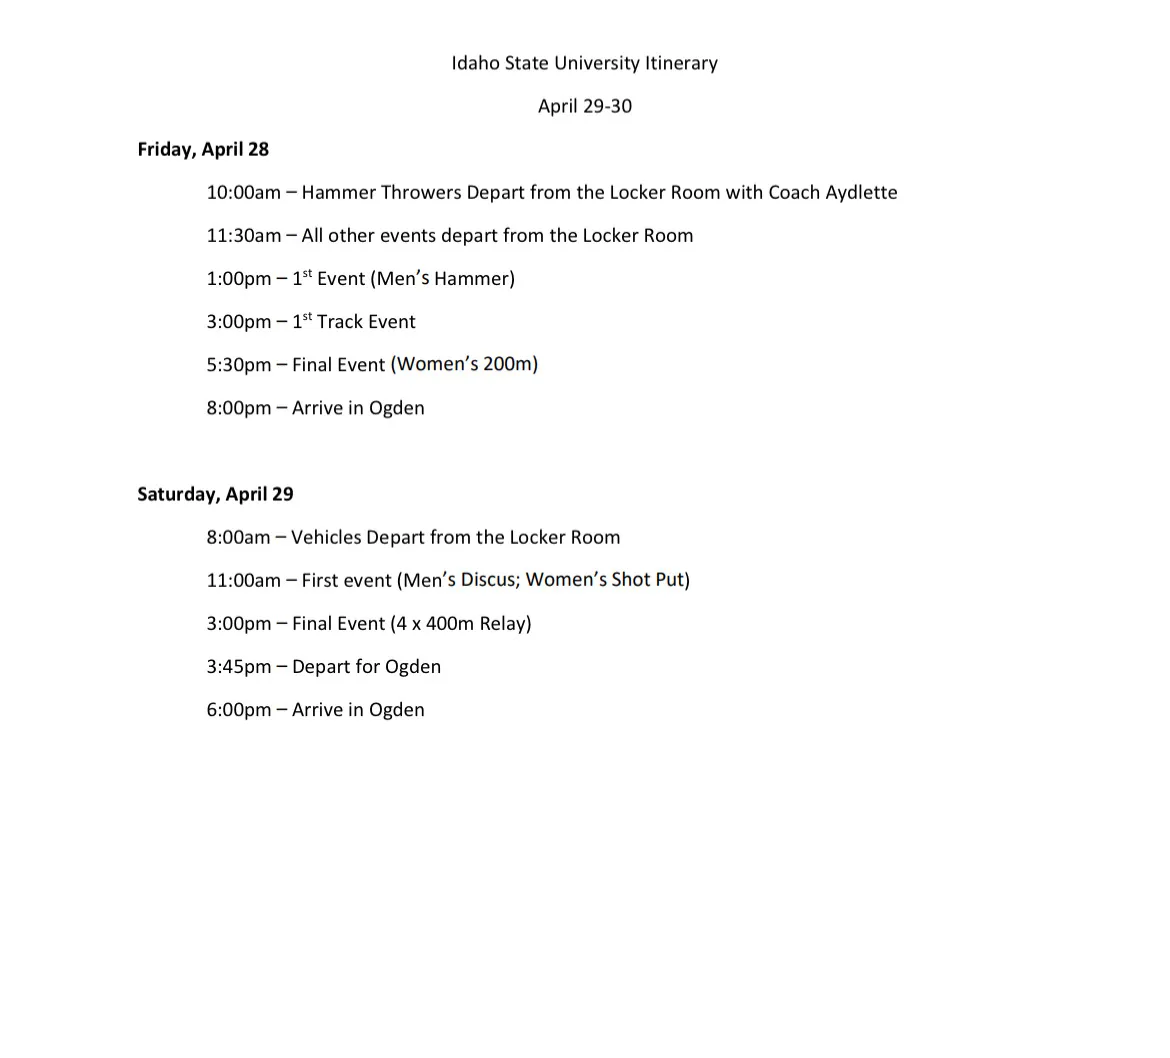 Idaho State University Itinerary
April 29-30
Friday, April 28
10:00am – Hammer Throwers Depart from the Locker Room with Coach Aydlette
11:30am – All other events depart from the Locker Room
1:00pm – 1st Event (Men’s Hammer)
3:00pm – 1st Track Event
5:30pm – Final Event (Women’s 200m)
8:00pm – Arrive in Ogden
Saturday, April 29
8:00am – Vehicles Depart from the Locker Room
11:00am – First event (Men’s Discus; Women’s Shot Put)
3:00pm – Final Event (4 x 400m Relay)
3:45pm – Depart for Ogden
6:00pm – Arrive in Ogden